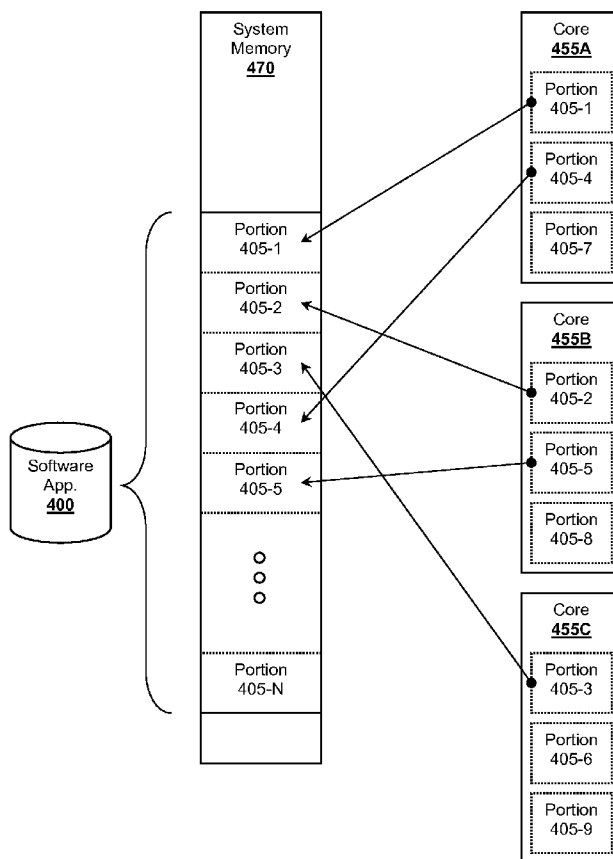 System
Memory
470
Portion
405-1
Portion
405-2
Portion
405-3
Portion
405-4
Portion
405-5
Portion
405-N
Software
App.
400
Core
455A
Portion
405-1
Portion
405-4
Portion
405-7
Core
455B
Portion
405-2
Portion
405-5
Portion
405-8
Core
455C
Portion
405-3
Portion
405-6
Portion
405-9